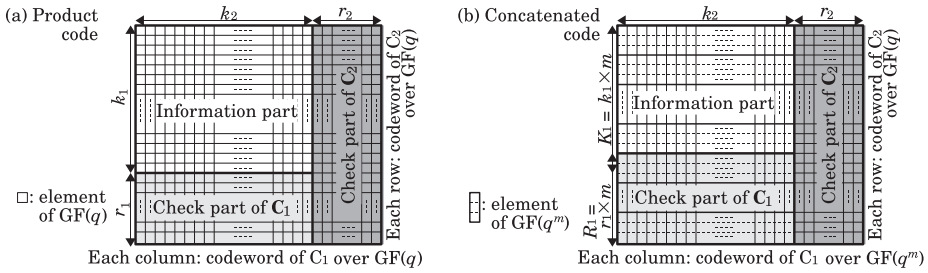 (a) Product
code
k₂
r₂
k₁
r₁
Information part
Check part of C₂
Check part of C₁
Each row: codeword of C₂
over GF(q)
□: element
of GF(q)
Each column: codeword of C₁ over GF(q)
(b) Concatenated
code
k₂
r₂
K₁ = k₁×m
R₁ =
r₁×m
Information part
Check part of C₂
Check part of C₁
Each row: codeword of C₂
over GF(q)
: element
of GF(qᵐ)
Each column: codeword of C₁ over GF(qᵐ)